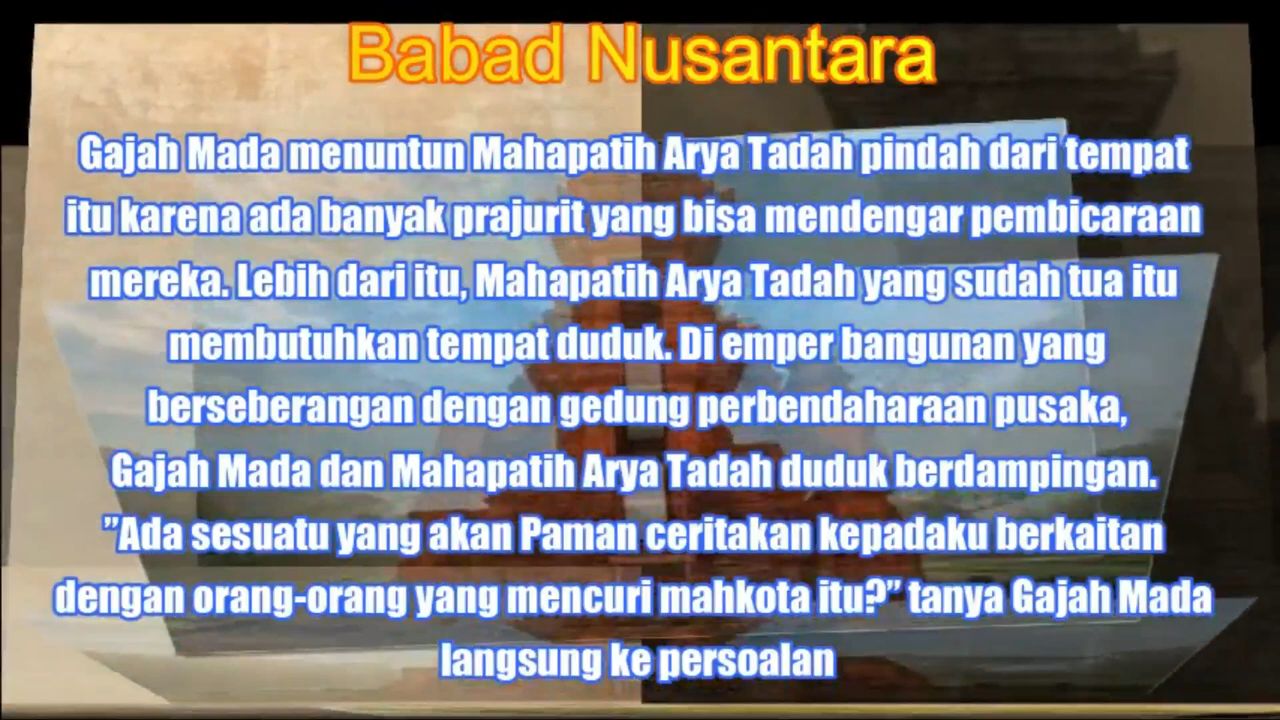 Babad Nusantara
Gajah Mada menuntun Mahapatih Arya Tadah pindah dari tempat
itu karena ada banyak prajurit yang bisa mendengar pembicaraan
mereka. Lebih dari itu, Mahapatih Arya Tadah yang sudah tua itu
membutuhkan tempat duduk. Di emper bangunan yang
berseberangan dengan gedung perbendaharaan pusaka,
Gajah Mada dan Mahapatih Arya Tadah duduk berdampingan.
”Ada sesuatu yang akan Paman ceritakan kepadaku berkaitan
dengan orang-orang yang mencuri mahkota itu?” tanya Gajah Mada
langsung ke persoalan